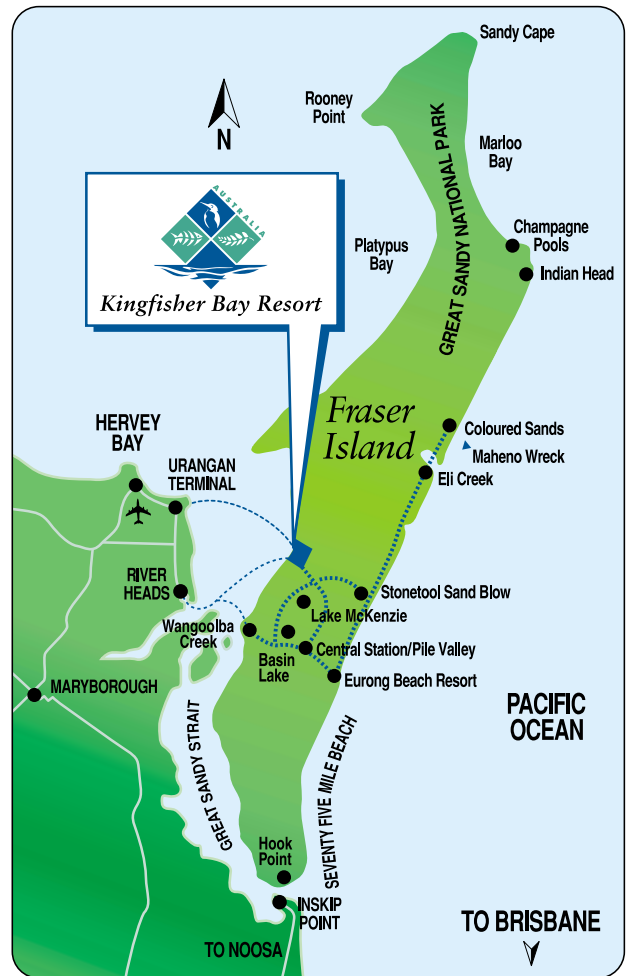 Sandy Cape
Rooney
Point
N
GREAT SANDY NATIONAL PARK
Marloo
Bay
AUSTRALIA
Kingfisher Bay Resort
Platypus
Bay
Champagne
Pools
Indian Head
Fraser
Island
HERVEY
BAY
URANGAN
TERMINAL
Coloured Sands
Maheno Wreck
Eli Creek
RIVER
HEADS
Stonetool Sand Blow
Lake McKenzie
Wangoolba
Creek
Basin
Lake
Central Station/Pile Valley
Eurong Beach Resort
MARYBOROUGH
PACIFIC
OCEAN
GREAT SANDY STRAIT
SEVENTY FIVE MILE BEACH
Hook
Point
INSKIP
POINT
TO NOOSA
TO BRISBANE